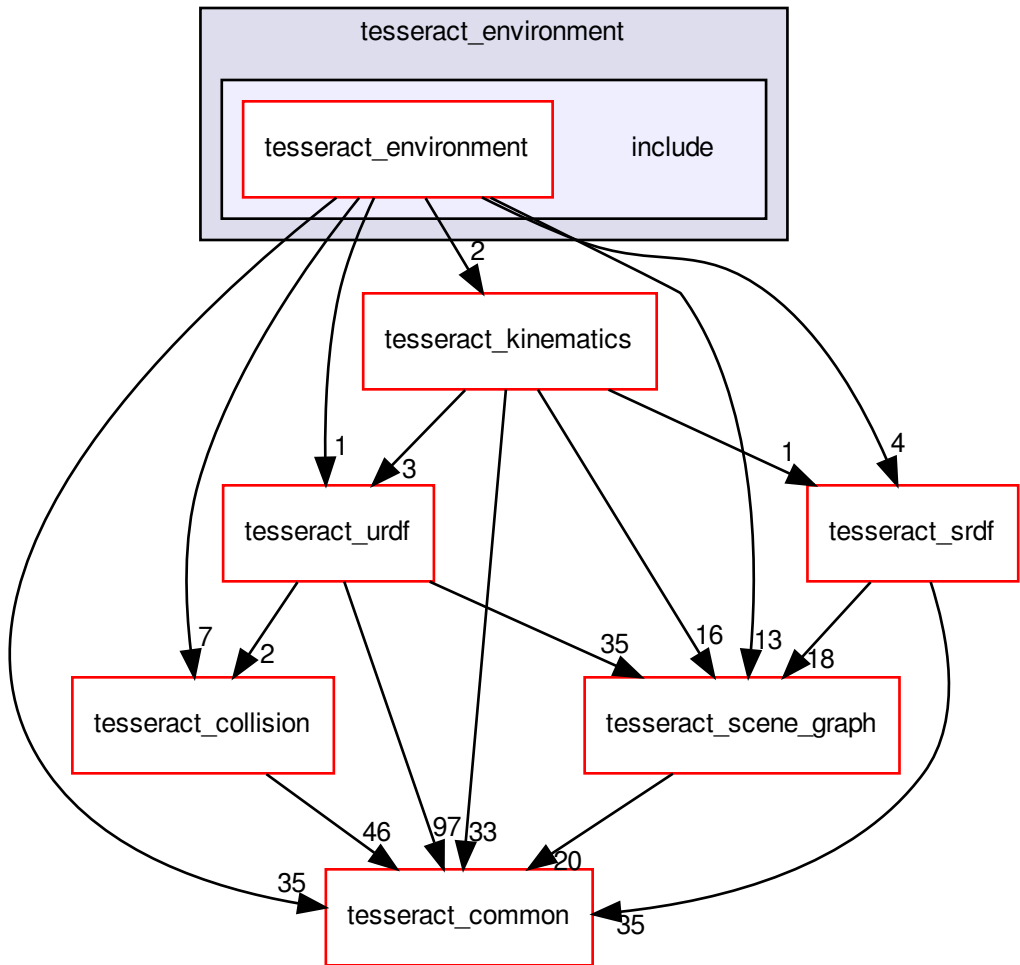 tesseract_environment
tesseract_environment
include
2
tesseract_kinematics
1
3
1
4
tesseract_urdf
tesseract_srdf
7
2
35
16
13
18
tesseract_collision
tesseract_scene_graph
46
97
33
20
35
tesseract_common
35